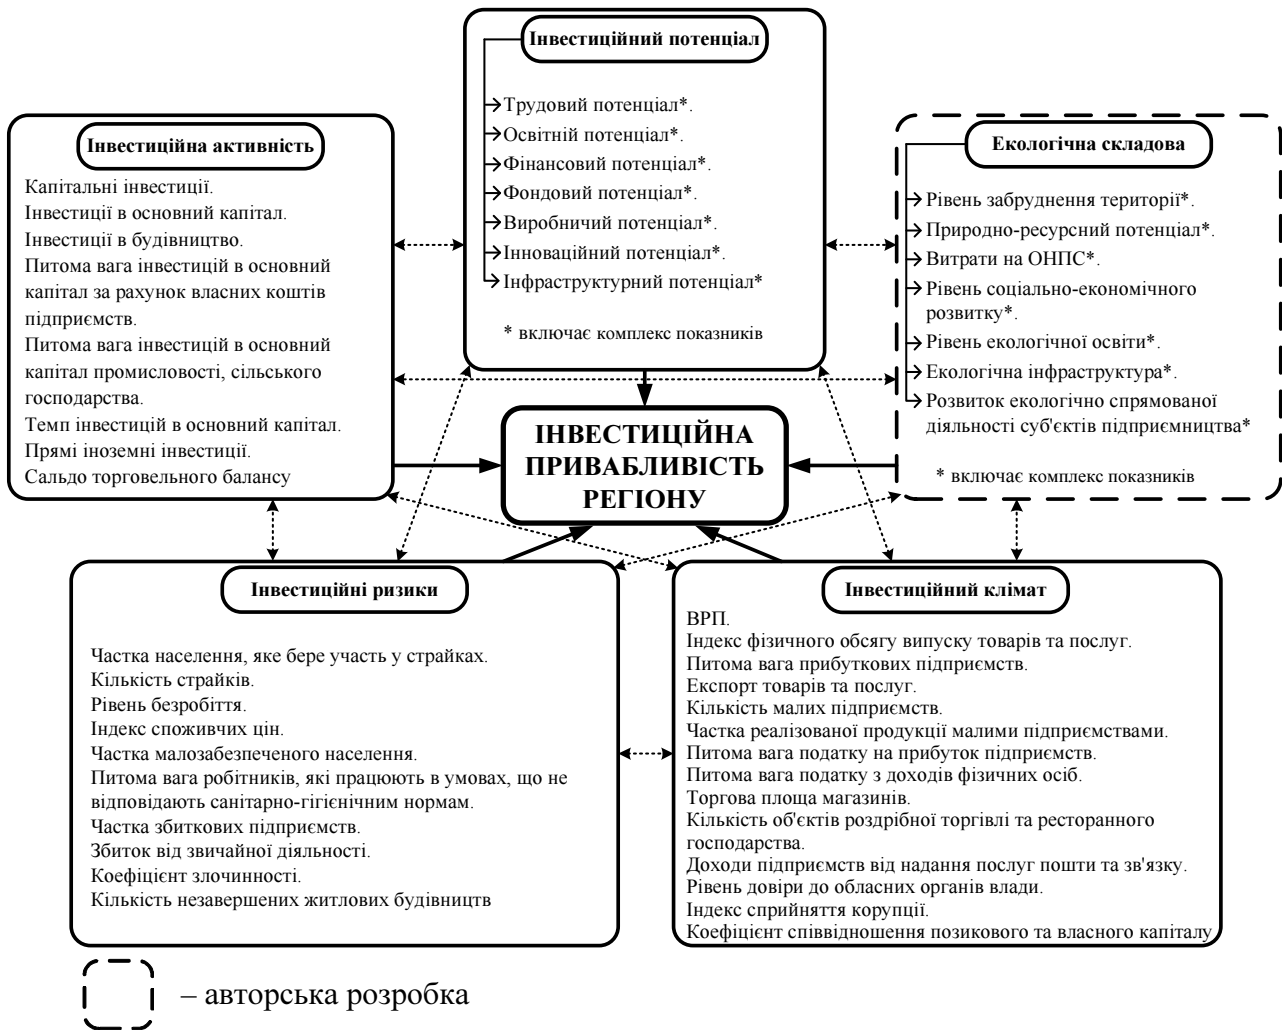 Інвестиційний потенціал
Трудовий потенціал*.
Освітній потенціал*.
Фінансовий потенціал*.
Фондовий потенціал*.
Виробничий потенціал*.
Інноваційний потенціал*.
Інфраструктурний потенціал*
* включає комплекс показників
Інвестиційна активність
Капітальні інвестиції.
Інвестиції в основний капітал.
Інвестиції в будівництво.
Питома вага інвестицій в основний
капітал за рахунок власних коштів
підприємств.
Питома вага інвестицій в основний
капітал промисловості, сільського
господарства.
Темп інвестицій в основний капітал.
Прямі іноземні інвестиції.
Сальдо торговельного балансу
Екологічна складова
Рівень забруднення території*.
Природно-ресурсний потенціал*.
Витрати на ОНПС*.
Рівень соціально-економічного
розвитку*.
Рівень екологічної освіти*.
Екологічна інфраструктура*.
Розвиток екологічно спрямованої
діяльності суб'єктів підприємництва*
* включає комплекс показників
ІНВЕСТИЦІЙНА
ПРИВАБЛИВІСТЬ
РЕГІОНУ
Інвестиційні ризики
Частка населення, яке бере участь у страйках.
Кількість страйків.
Рівень безробіття.
Індекс споживчих цін.
Частка малозабезпеченого населення.
Питома вага робітників, які працюють в умовах, що не
відповідають санітарно-гігієнічним нормам.
Частка збиткових підприємств.
Збиток від звичайної діяльності.
Коефіцієнт злочинності.
Кількість незавершених житлових будівництв
Інвестиційний клімат
ВРП.
Індекс фізичного обсягу випуску товарів та послуг.
Питома вага прибуткових підприємств.
Експорт товарів та послуг.
Кількість малих підприємств.
Частка реалізованої продукції малими підприємствами.
Питома вага податку на прибуток підприємств.
Питома вага податку з доходів фізичних осіб.
Торгова площа магазинів.
Кількість об'єктів роздрібної торгівлі та ресторанного
господарства.
Доходи підприємств від надання послуг пошти та зв'язку.
Рівень довіри до обласних органів влади.
Індекс сприйняття корупції.
Коефіцієнт співвідношення позикового та власного капіталу
– авторська розробка